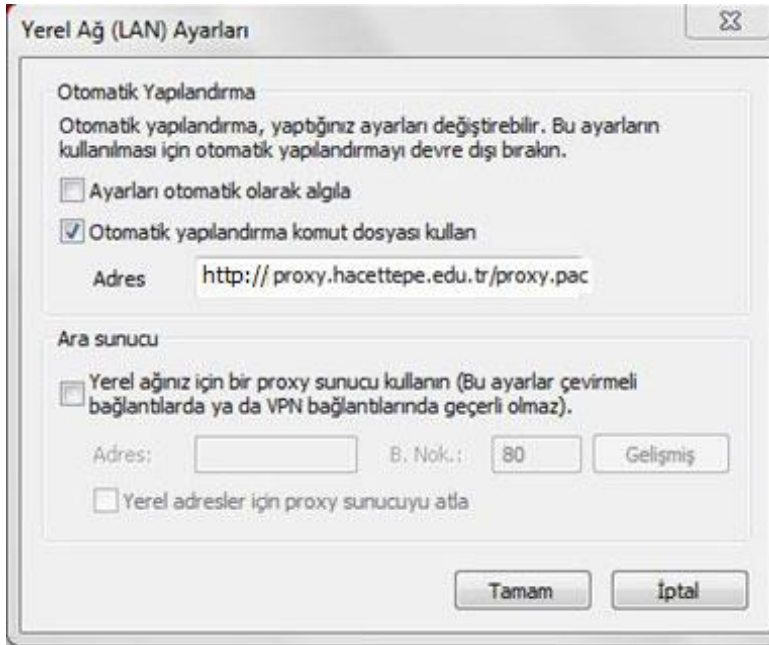 Yerel Ağ (LAN) Ayarları
Otomatik Yapılandırma
Otomatik yapılandırma, yaptığınız ayarları değiştirebilir. Bu ayarların
kullanılması için otomatik yapılandırmayı devre dışı bırakın.
Ayarları otomatik olarak algıla
Otomatik yapılandırma komut dosyası kullan
Adres http:// proxy.hacettepe.edu.tr/proxy.pac
Ara sunucu
Yerel ağınız için bir proxy sunucu kullanın (Bu ayarlar çevirmeli
bağlantılarda ya da VPN bağlantılarında geçerli olmaz).
Adres: B. Nok.: 80 Gelişmiş
Yerel adresler için proxy sunucuyu atla
Tamam İptal